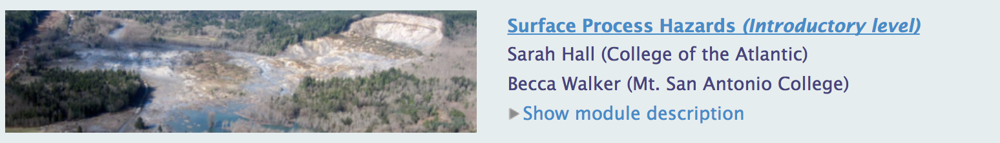 Surface Process Hazards (Introductory level)
Sarah Hall (College of the Atlantic)
Becca Walker (Mt. San Antonio College)
Show module description